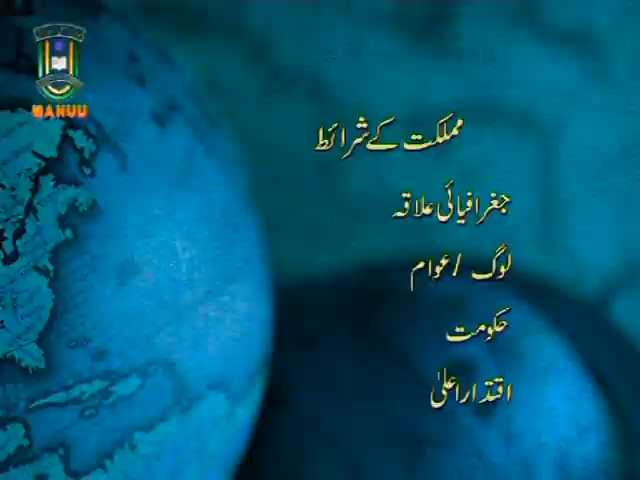 MANUU
مملکت کے شرائط
جغرافیائی علاقہ
لوگ / عوام
حکومت
اقتدار اعلیٰ